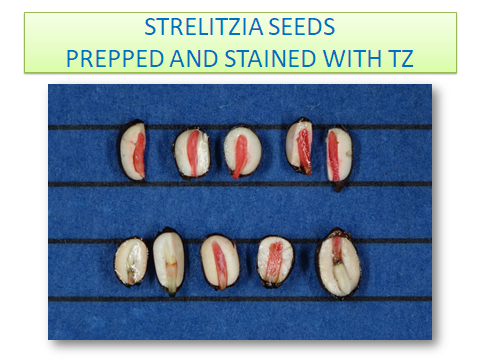 STRELITZIA SEEDS
PREPPED AND STAINED WITH TZ